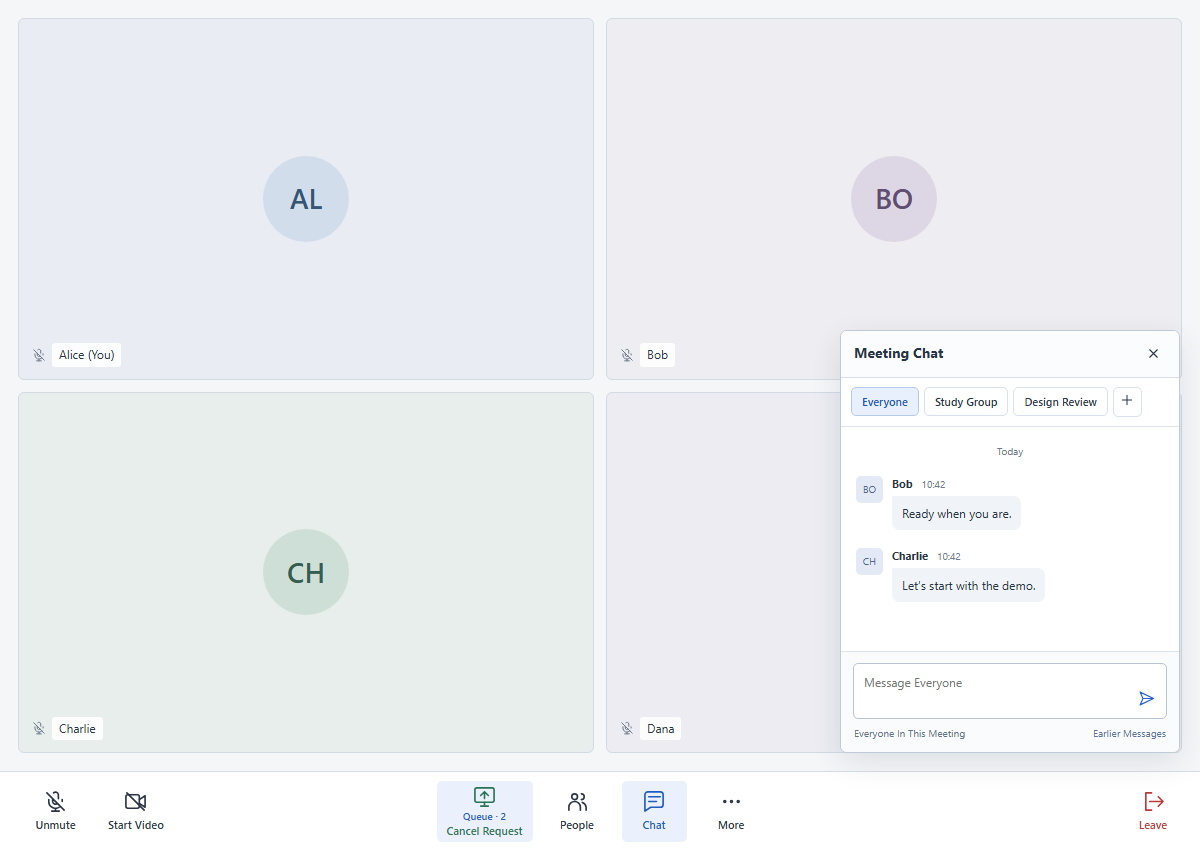 AL
Alice (You)
BO
Bob
CH
Charlie
Dana
Meeting Chat
Everyone
Study Group
Design Review
+
Today
BO
Bob 10:42
Ready when you are.
CH
Charlie 10:42
Let's start with the demo.
Message Everyone
Everyone In This Meeting
Earlier Messages
Unmute
Start Video
Queue · 2
Cancel Request
People
Chat
More
Leave